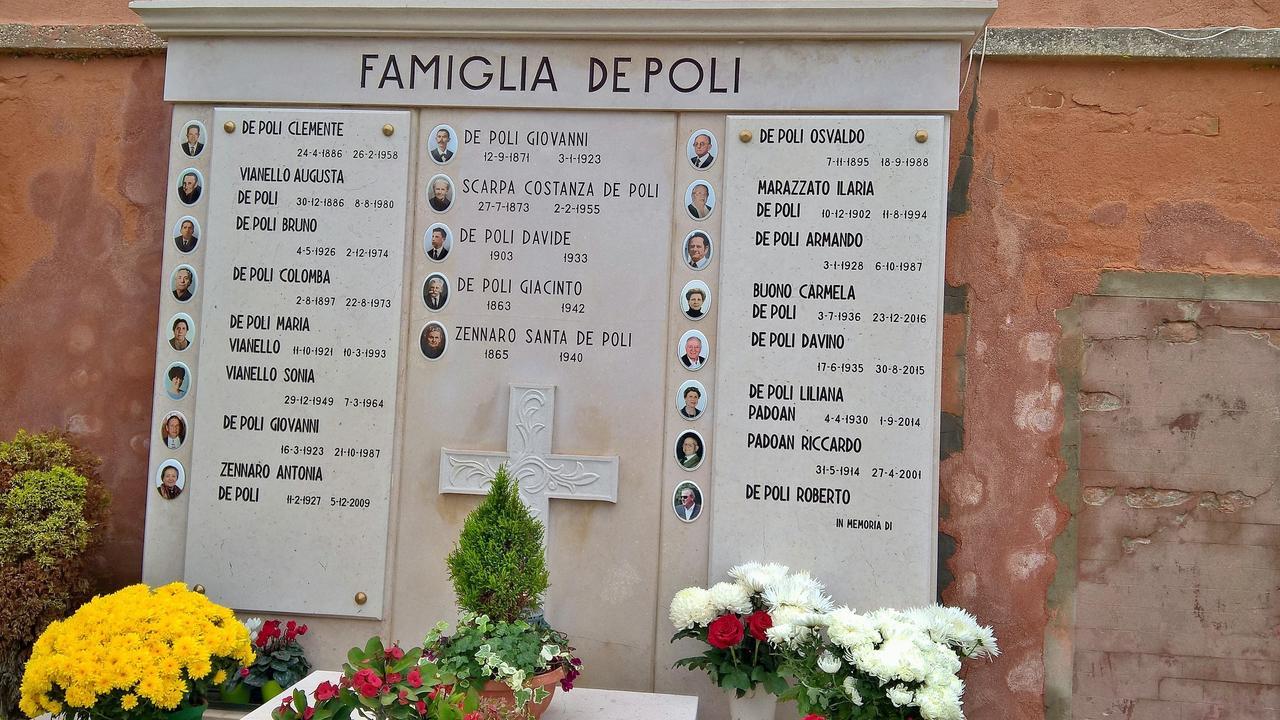 FAMIGLIA DE POLI
DE POLI CLEMENTE
24-4-1886 26-2-1958
VIANELLO AUGUSTA
DE POLI 30-12-1886 8-8-1980
DE POLI BRUNO
4-5-1926 2-12-1974
DE POLI COLOMBA
2-8-1897 22-8-1973
DE POLI MARIA
VIANELLO 11-10-1921 10-3-1993
VIANELLO SONIA
29-12-1949 7-3-1964
DE POLI GIOVANNI
16-3-1923 21-10-1987
ZENNARO ANTONIA
DE POLI 11-2-1927 5-12-2009
DE POLI GIOVANNI
12-9-1871 3-1-1923
SCARPA COSTANZA DE POLI
27-7-1873 2-2-1955
DE POLI DAVIDE
1903 1933
DE POLI GIACINTO
1863 1942
ZENNARO SANTA DE POLI
1865 1940
DE POLI OSVALDO
7-11-1895 18-9-1988
MARAZZATO ILARIA
DE POLI 10-12-1902 11-8-1994
DE POLI ARMANDO
3-1-1928 6-10-1987
BUONO CARMELA
DE POLI 3-7-1936 23-12-2016
DE POLI DAVINO
17-6-1935 30-8-2015
DE POLI LILIANA
PADOAN 4-4-1930 1-9-2014
PADOAN RICCARDO
31-5-1914 27-4-2001
DE POLI ROBERTO
IN MEMORIA DI